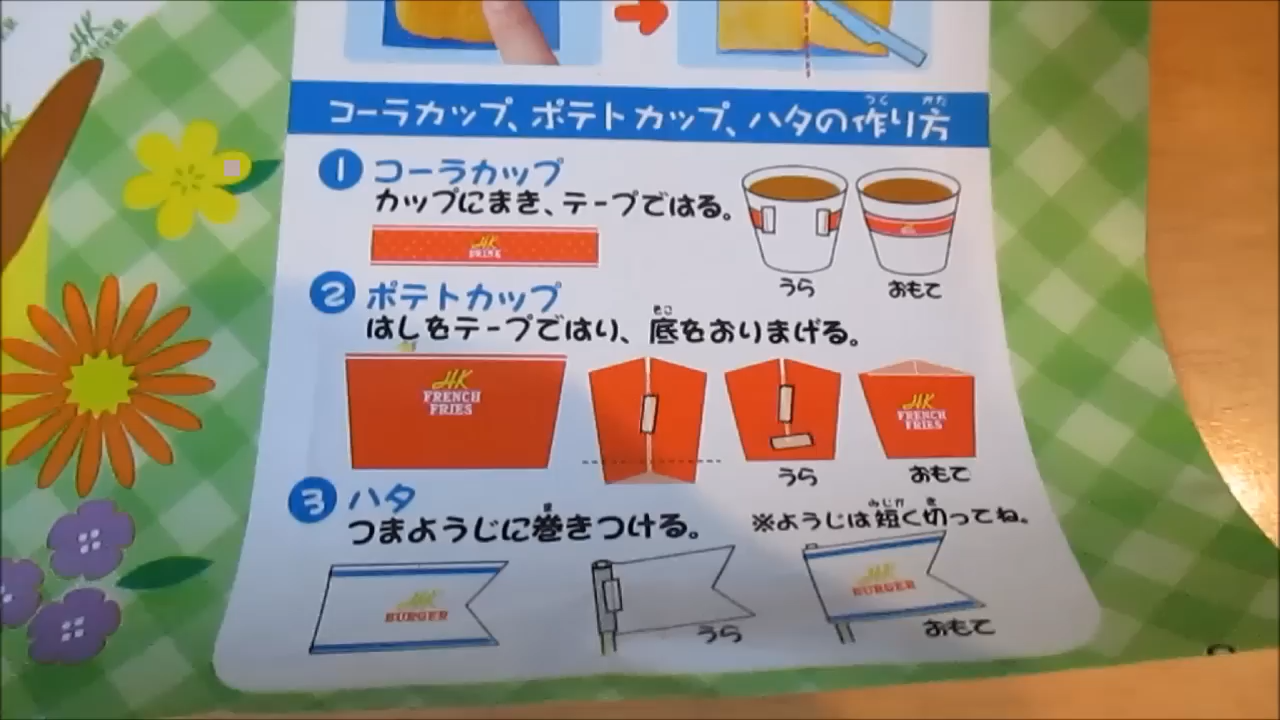 コーラカップ、ポテトカップ、ハタの作り方
つく かた
1 コーラカップ
カップにまき、テープではる。
HK
DRINK
うら おもて
2 ポテトカップ
はしをテープではり、底をおりまげる。
そこ
HK
FRENCH
FRIES
HK
FRENCH
FRIES
うら おもて
3 ハタ
つまようじに巻きつける。
ま
※ようじは短く切ってね。
みじか き
HK
BURGER
うら
HK
BURGER
おもて